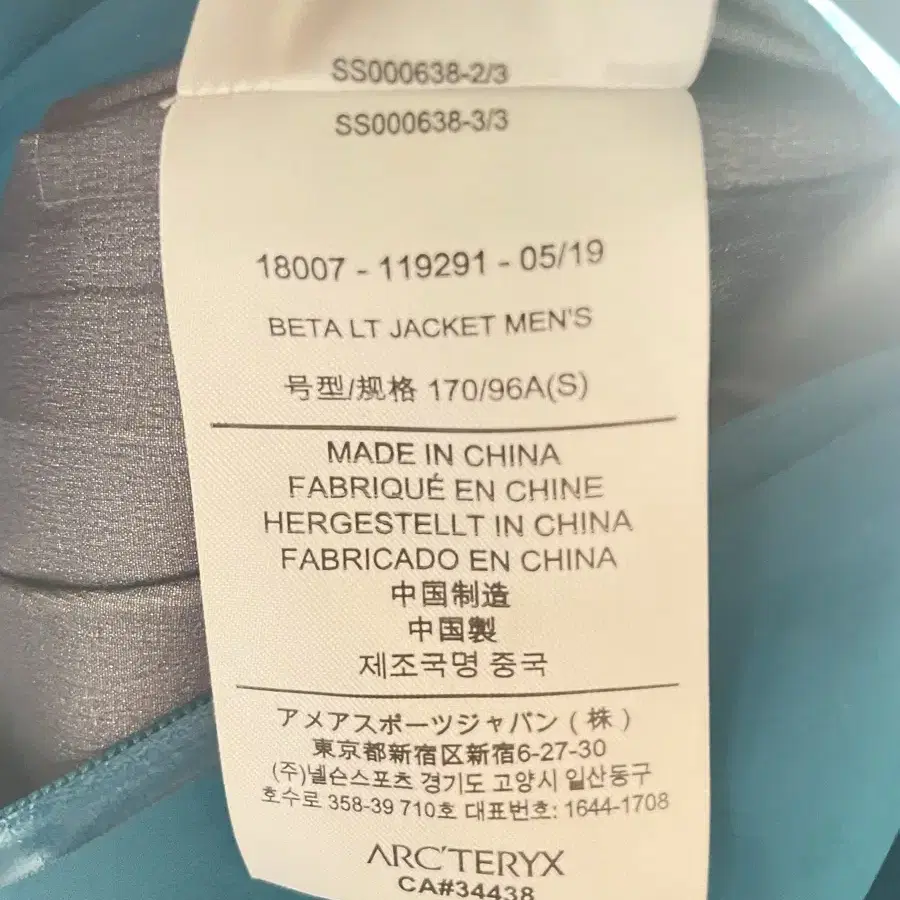 SS000638-2/3
SS000638-3/3
18007 - 119291 - 05/19
BETA LT JACKET MEN'S
号型/规格 170/96A(S)
MADE IN CHINA
FABRIQUÉ EN CHINE
HERGESTELLT IN CHINA
FABRICADO EN CHINA
中国制造
中国製
제조국명 중국
アメアスポーツジャパン ( 株 )
東京都新宿区新宿6-27-30
(주)넬슨스포츠 경기도 고양시 일산동구
호수로 358-39 710호 대표번호: 1644-1708
ARC'TERYX
CA#34438